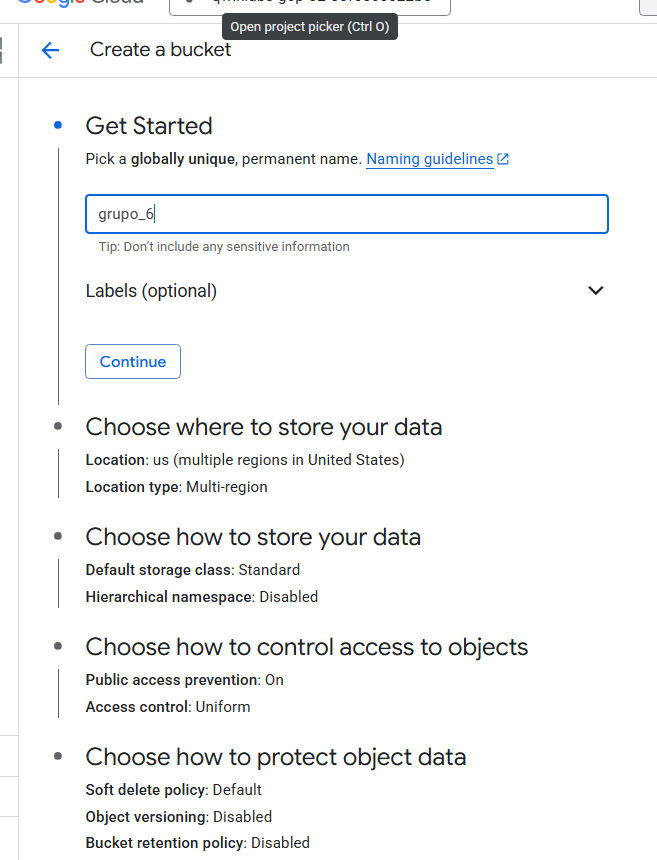 Google Cloud
Open project picker (Ctrl O)
Create a bucket
Get Started
Pick a globally unique, permanent name. Naming guidelines
grupo_6
Tip: Don't include any sensitive information
Labels (optional)
Continue
Choose where to store your data
Location: us (multiple regions in United States)
Location type: Multi-region
Choose how to store your data
Default storage class: Standard
Hierarchical namespace: Disabled
Choose how to control access to objects
Public access prevention: On
Access control: Uniform
Choose how to protect object data
Soft delete policy: Default
Object versioning: Disabled
Bucket retention policy: Disabled